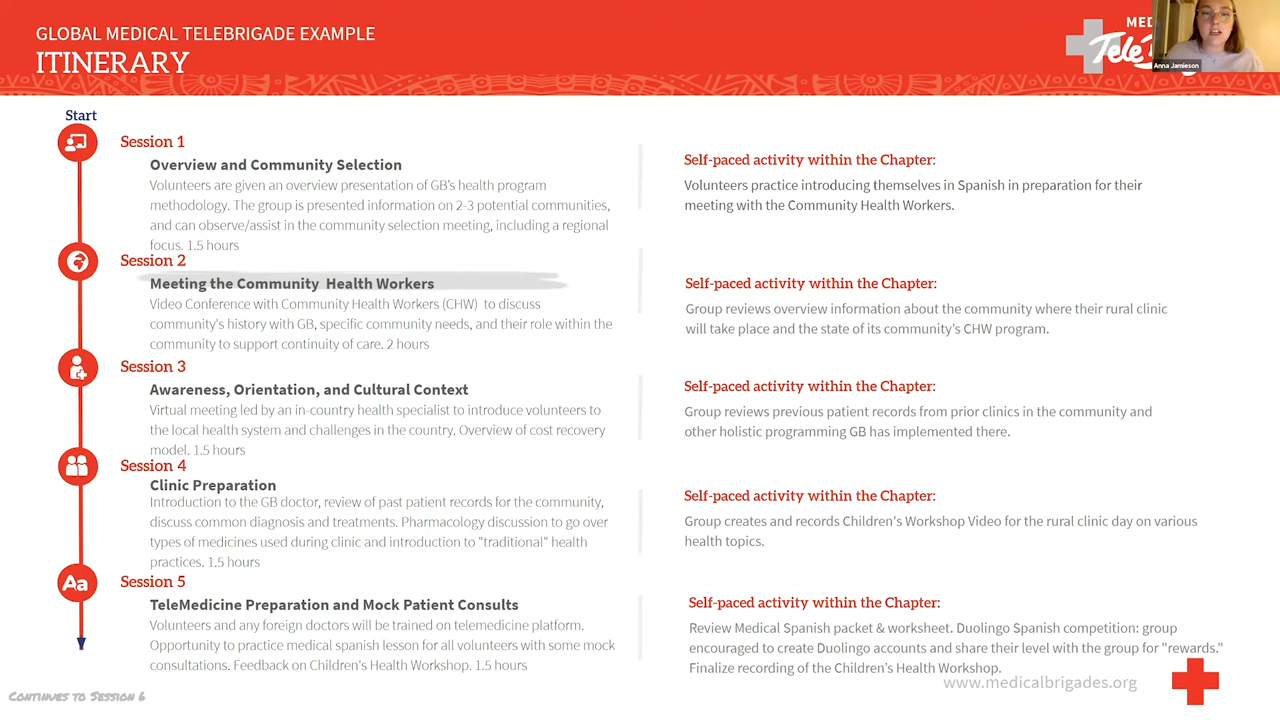 GLOBAL MEDICAL TELEBRIGADE EXAMPLE
ITINERARY
MED
Tele
Anna Jamieson
Start
Session 1
Overview and Community Selection
Volunteers are given an overview presentation of GB's health program
methodology. The group is presented information on 2-3 potential communities,
and can observe/assist in the community selection meeting, including a regional
focus. 1.5 hours
Self-paced activity within the Chapter:
Volunteers practice introducing themselves in Spanish in preparation for their
meeting with the Community Health Workers.
Session 2
Meeting the Community Health Workers
Video Conference with Community Health Workers (CHW) to discuss
community's history with GB, specific community needs, and their role within the
community to support continuity of care. 2 hours
Self-paced activity within the Chapter:
Group reviews overview information about the community where their rural clinic
will take place and the state of its community's CHW program.
Session 3
Awareness, Orientation, and Cultural Context
Virtual meeting led by an in-country health specialist to introduce volunteers to
the local health system and challenges in the country. Overview of cost recovery
model. 1.5 hours
Self-paced activity within the Chapter:
Group reviews previous patient records from prior clinics in the community and
other holistic programming GB has implemented there.
Session 4
Clinic Preparation
Introduction to the GB doctor, review of past patient records for the community,
discuss common diagnosis and treatments. Pharmacology discussion to go over
types of medicines used during clinic and introduction to "traditional" health
practices. 1.5 hours
Self-paced activity within the Chapter:
Group creates and records Children's Workshop Video for the rural clinic day on various
health topics.
Aa
Session 5
TeleMedicine Preparation and Mock Patient Consults
Volunteers and any foreign doctors will be trained on telemedicine platform.
Opportunity to practice medical spanish lesson for all volunteers with some mock
consultations. Feedback on Children's Health Workshop. 1.5 hours
Self-paced activity within the Chapter:
Review Medical Spanish packet & worksheet. Duolingo Spanish competition: group
encouraged to create Duolingo accounts and share their level with the group for "rewards."
Finalize recording of the Children's Health Workshop.
www.medicalbrigades.org
CONTINUES TO SESSION 6